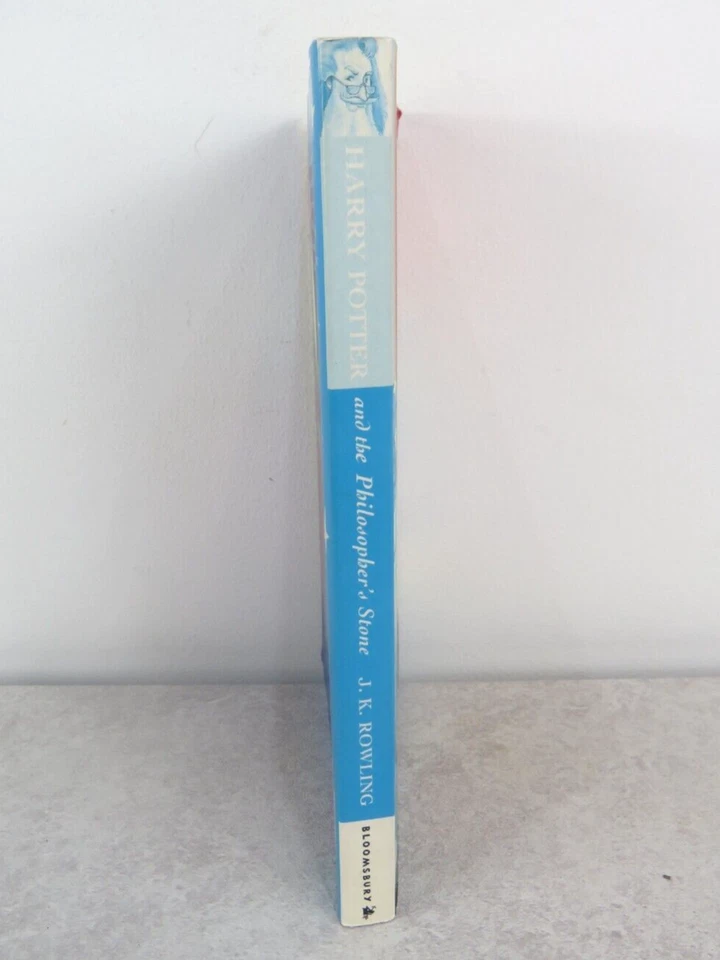 HARRY POTTER
and the Philosopher's Stone
J. K. ROWLING
BLOOMSBURY